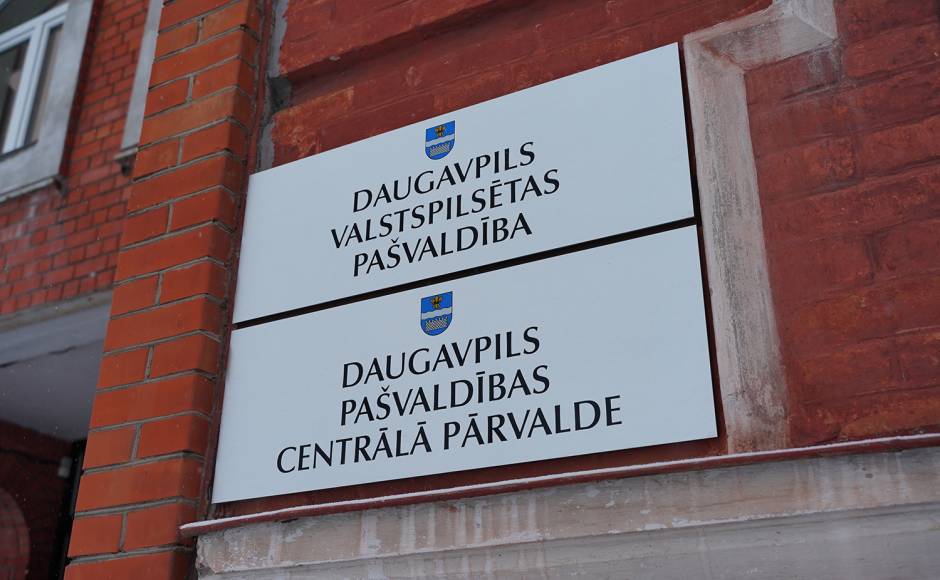 DAUGAVPILS
VALSTSPILSĒTAS
PAŠVALDĪBA
DAUGAVPILS
PAŠVALDĪBAS
CENTRĀLĀ PĀRVALDE